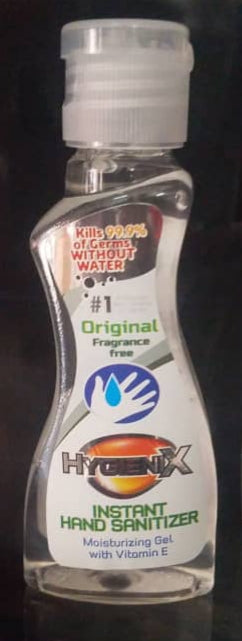 Kills 99.9%
of Germs
WITHOUT
WATER
#1
Original
Fragrance
free
HYGIENIX
INSTANT
HAND SANITIZER
Moisturizing Gel
with Vitamin E